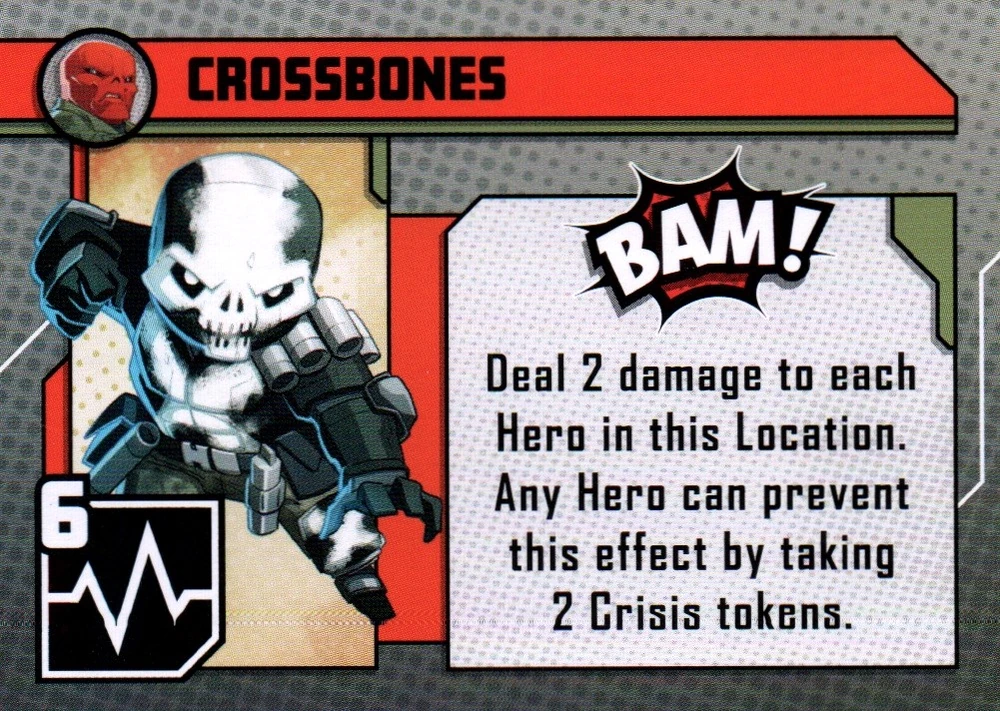 CROSSBONES
BAM!
Deal 2 damage to each
Hero in this Location.
Any Hero can prevent
this effect by taking
2 Crisis tokens.
6